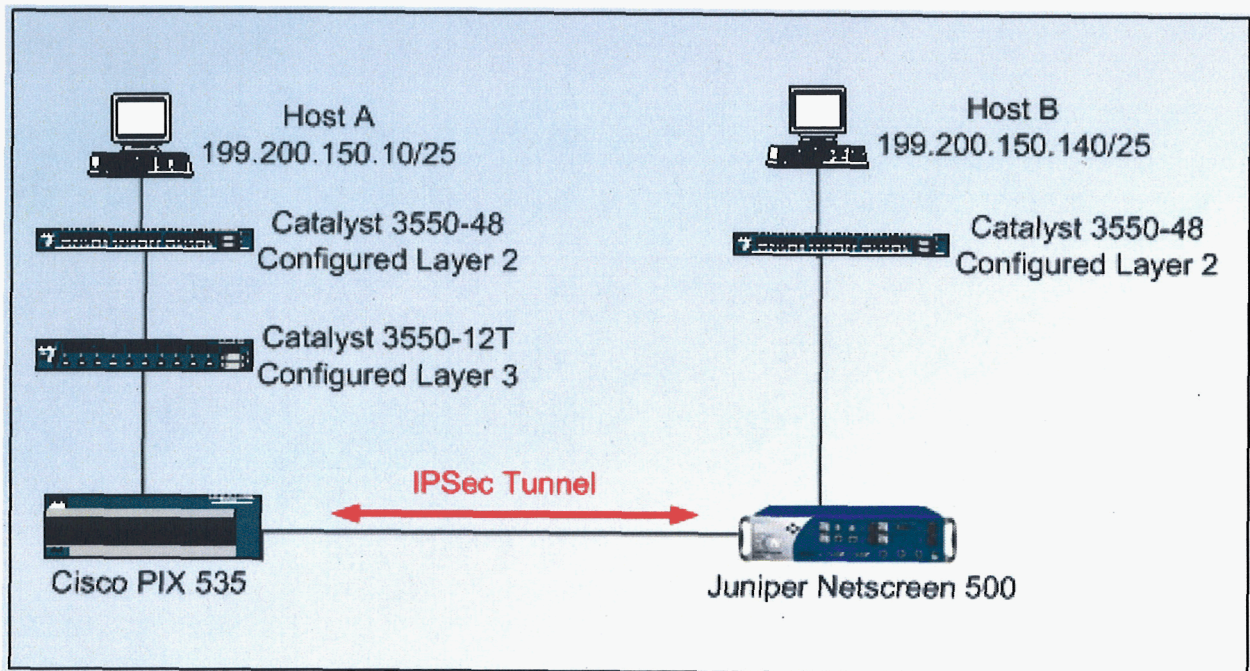 Host A
199.200.150.10/25
Host B
199.200.150.140/25
Catalyst 3550-48
Configured Layer 2
Catalyst 3550-48
Configured Layer 2
Catalyst 3550-12T
Configured Layer 3
IPSec Tunnel
Cisco PIX 535
Juniper Netscreen 500